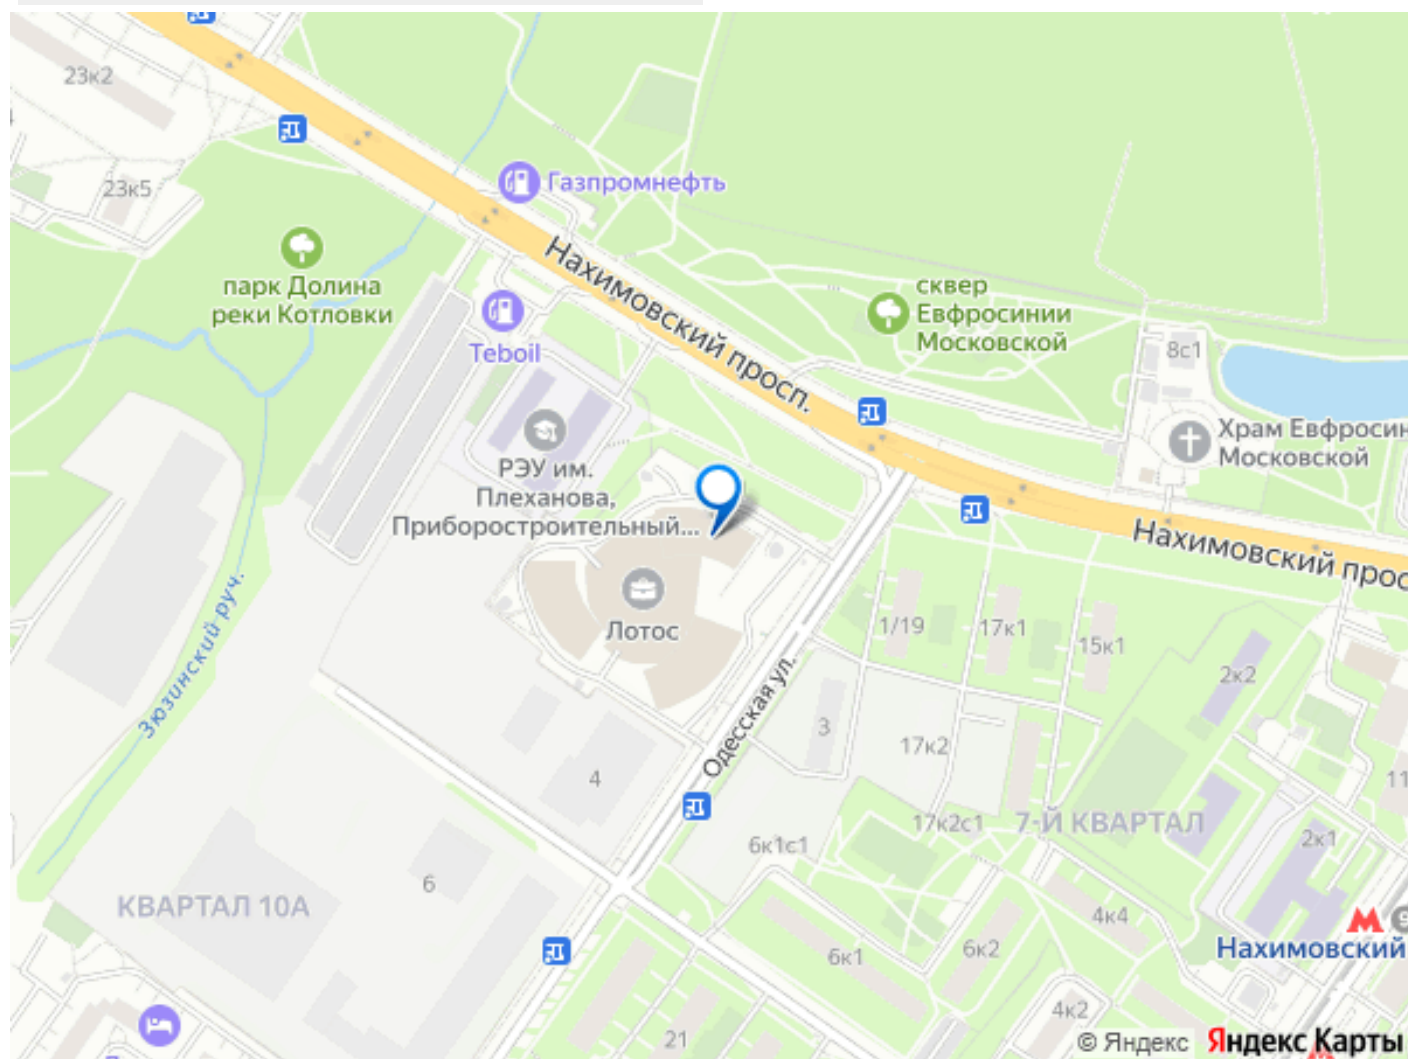 23к2
23к5
Газпромнефть
парк Долина
реки Котловки
Teboil
Нахимовский просп.
сквер
Евфросинии
Московской
8с1
Храм Евфросин
Московской
РЭУ им.
Плеханова,
Приборостроительный...
Лотос
Нахимовский прос
Зюзинский руч.
Одесская ул.
1/19
17к1
15к1
2к2
3
17к2
4
11
17к2с1
7-Й КВАРТАЛ
2к1
6к1с1
6
КВАРТАЛ 10А
4к4
6к1
6к2
Нахимовский
4к2
21
© Яндекс
Яндекс Карты